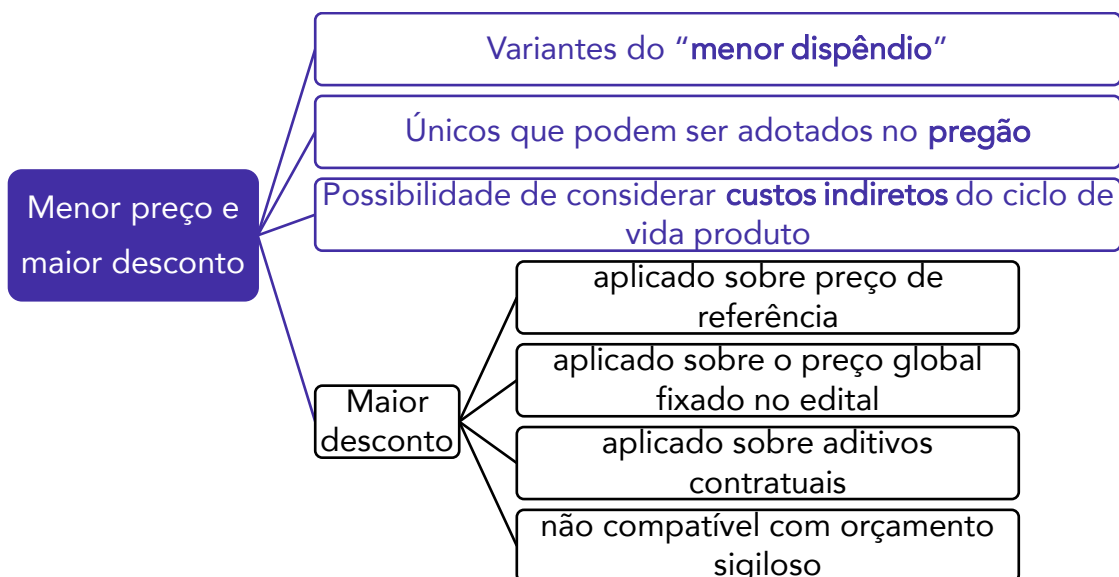 Variantes do “menor dispêndio”
Únicos que podem ser adotados no pregão
Menor preço e
maior desconto
Possibilidade de considerar custos indiretos do ciclo de
vida produto
Maior
desconto
aplicado sobre preço de
referência
aplicado sobre o preço global
fixado no edital
aplicado sobre aditivos
contratuais
não compatível com orçamento
sigiloso